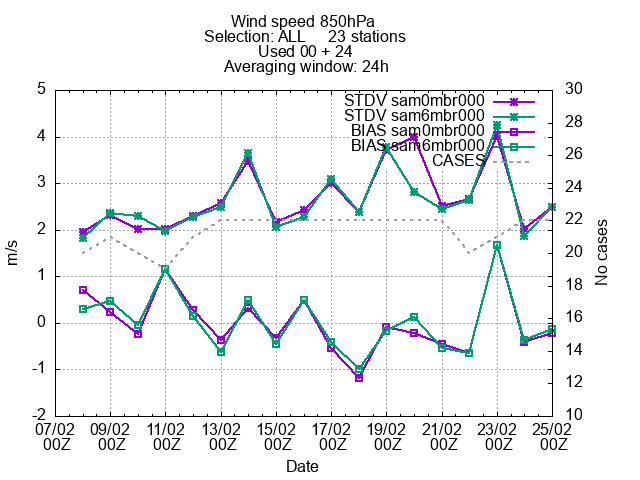 Wind speed 850hPa
Selection: ALL     23 stations
Used 00 + 24
Averaging window: 24h
5
4
3
2
1
0
-1
-2
m/s
30
28
26
24
22
20
18
16
14
12
10
No cases
STDV sam0mbr000
STDV sam6mbr000
BIAS sam0mbr000
BIAS sam6mbr000
CASES
07/02 09/02 11/02 13/02 15/02 17/02 19/02 21/02 23/02 25/02
00Z 00Z 00Z 00Z 00Z 00Z 00Z 00Z 00Z 00Z
Date